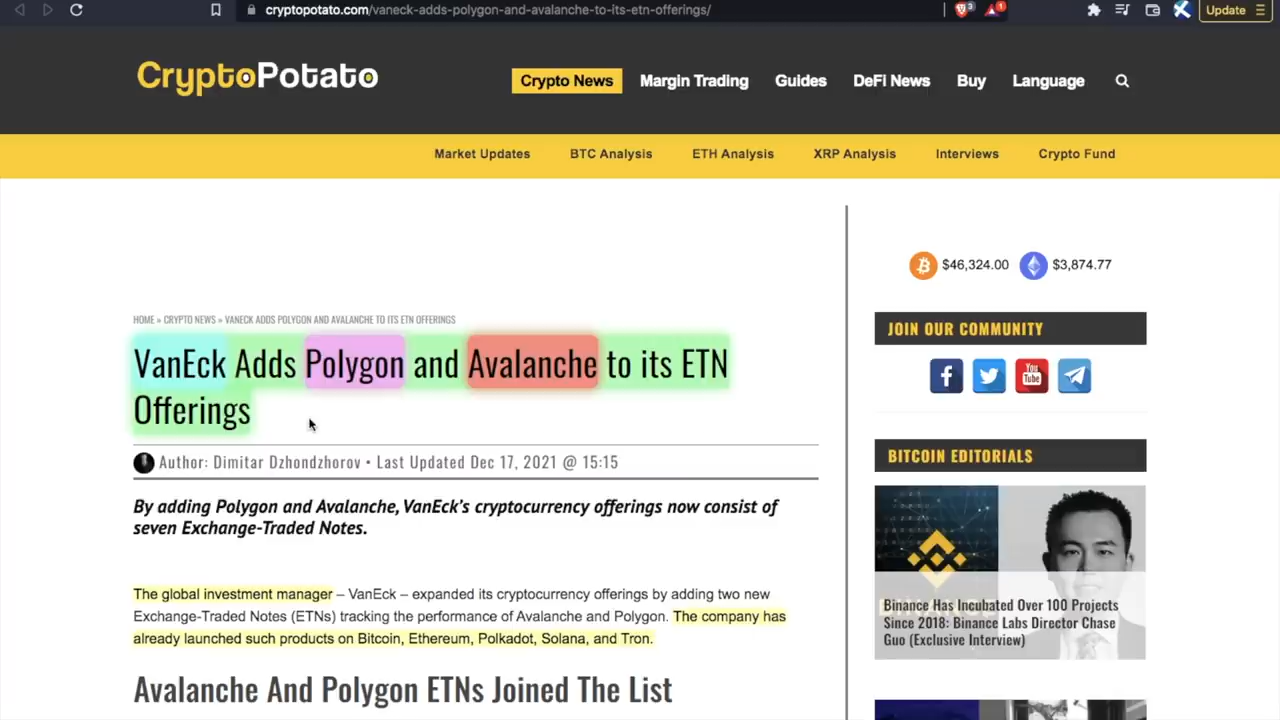 cryptopotato.com/vaneck-adds-polygon-and-avalanche-to-its-etn-offerings/
3
1
Update
CryptoPotato
Crypto News
Margin Trading
Guides
DeFi News
Buy
Language
Market Updates
BTC Analysis
ETH Analysis
XRP Analysis
Interviews
Crypto Fund
$46,324.00
$3,874.77
HOME » CRYPTO NEWS » VANECK ADDS POLYGON AND AVALANCHE TO ITS ETN OFFERINGS
VanEck Adds Polygon and Avalanche to its ETN
Offerings
Author: Dimitar Dzhondzhorov • Last Updated Dec 17, 2021 @ 15:15
By adding Polygon and Avalanche, VanEck's cryptocurrency offerings now consist of
seven Exchange-Traded Notes.
The global investment manager – VanEck – expanded its cryptocurrency offerings by adding two new
Exchange-Traded Notes (ETNs) tracking the performance of Avalanche and Polygon. The company has
already launched such products on Bitcoin, Ethereum, Polkadot, Solana, and Tron.
Avalanche And Polygon ETNs Joined The List
JOIN OUR COMMUNITY
You
Tube
BITCOIN EDITORIALS
Binance Has Incubated Over 100 Projects
Since 2018: Binance Labs Director Chase
Guo (Exclusive Interview)